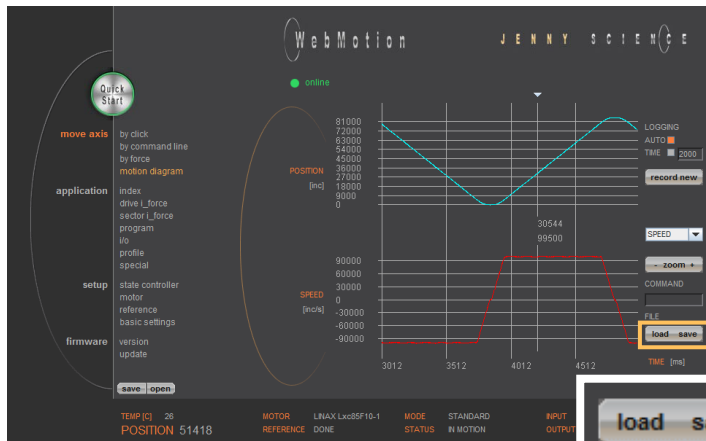 WebMotion JENNY SCIENCE
online
Quick
Start
move axis
by click
by command line
by force
motion diagram
application
index
drive i_force
sector i_force
program
i/o
profile
special
setup
state controller
motor
reference
basic settings
firmware
version
update
save open
POSITION
[inc]
81000
72000
63000
54000
45000
36000
27000
18000
9000
0
30544
99500
SPEED
[inc/s]
90000
60000
30000
0
-30000
-60000
-90000
3012 3512 4012 4512
TIME [ms]
LOGGING
AUTO
TIME 2000
record new
SPEED
- zoom +
COMMAND
FILE
load save
TEMP [C] 26
POSITION 51418
MOTOR LINAX Lxc85F10-1
REFERENCE DONE
MODE STANDARD
STATUS IN MOTION
INPUT
OUTPUT
load s